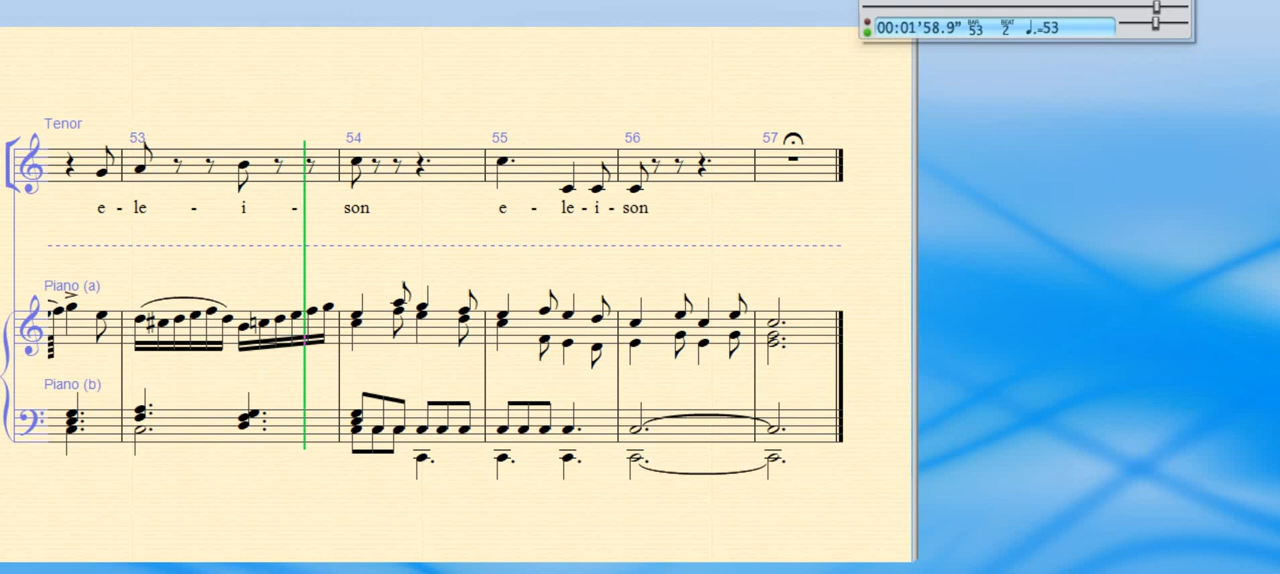 00:01'58.9" BAR 53 BEAT 2 ♩.=53
Tenor
53 54 55 56 57
e - le - i - son e - le - i - son
Piano (a)
Piano (b)